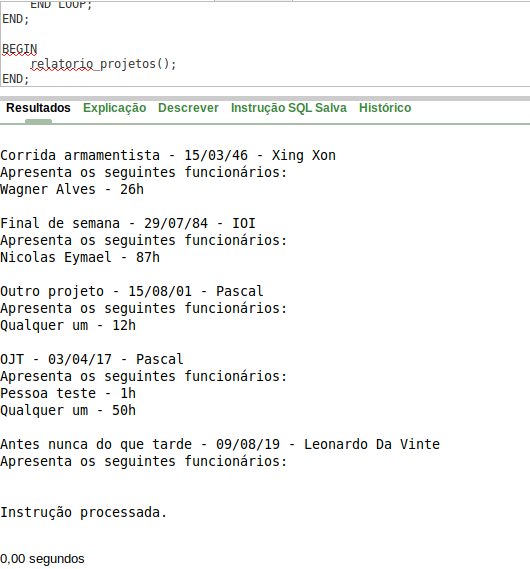 END LOOP;
END;
BEGIN
relatorio_projetos();
END;
Resultados Explicação Descrever Instrução SQL Salva Histórico
Corrida armamentista - 15/03/46 - Xing Xon
Apresenta os seguintes funcionários:
Wagner Alves - 26h
Final de semana - 29/07/84 - IOI
Apresenta os seguintes funcionários:
Nicolas Eymael - 87h
Outro projeto - 15/08/01 - Pascal
Apresenta os seguintes funcionários:
Qualquer um - 12h
OJT - 03/04/17 - Pascal
Apresenta os seguintes funcionários:
Pessoa teste - 1h
Qualquer um - 50h
Antes nunca do que tarde - 09/08/19 - Leonardo Da Vinte
Apresenta os seguintes funcionários:
Instrução processada.
0,00 segundos